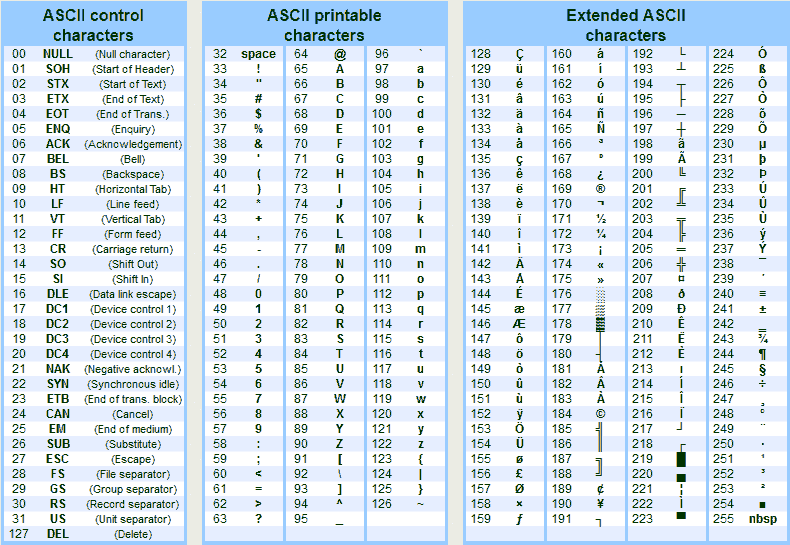 ASCII control
characters
00 NULL (Null character)
01 SOH (Start of Header)
02 STX (Start of Text)
03 ETX (End of Text)
04 EOT (End of Trans.)
05 ENQ (Enquiry)
06 ACK (Acknowledgement)
07 BEL (Bell)
08 BS (Backspace)
09 HT (Horizontal Tab)
10 LF (Line feed)
11 VT (Vertical Tab)
12 FF (Form feed)
13 CR (Carriage return)
14 SO (Shift Out)
15 SI (Shift In)
16 DLE (Data link escape)
17 DC1 (Device control 1)
18 DC2 (Device control 2)
19 DC3 (Device control 3)
20 DC4 (Device control 4)
21 NAK (Negative acknowl.)
22 SYN (Synchronous idle)
23 ETB (End of trans. block)
24 CAN (Cancel)
25 EM (End of medium)
26 SUB (Substitute)
27 ESC (Escape)
28 FS (File separator)
29 GS (Group separator)
30 RS (Record separator)
31 US (Unit separator)
127 DEL (Delete)
ASCII printable
characters
32 space 64 @ 96 `
33 ! 65 A 97 a
34 " 66 B 98 b
35 # 67 C 99 c
36 $ 68 D 100 d
37 % 69 E 101 e
38 & 70 F 102 f
39 ' 71 G 103 g
40 ( 72 H 104 h
41 ) 73 I 105 i
42 * 74 J 106 j
43 + 75 K 107 k
44 , 76 L 108 l
45 - 77 M 109 m
46 . 78 N 110 n
47 / 79 O 111 o
48 0 80 P 112 p
49 1 81 Q 113 q
50 2 82 R 114 r
51 3 83 S 115 s
52 4 84 T 116 t
53 5 85 U 117 u
54 6 86 V 118 v
55 7 87 W 119 w
56 8 88 X 120 x
57 9 89 Y 121 y
58 : 90 Z 122 z
59 ; 91 [ 123 {
60 < 92 \ 124 |
61 = 93 ] 125 }
62 > 94 ^ 126 ~
63 ? 95 _
Extended ASCII
characters
128 Ç 160 á 192 └ 224 Ó
129 ü 161 í 193 ┴ 225 ß
130 é 162 ó 194 ┬ 226 Ô
131 â 163 ú 195 ├ 227 Ò
132 ä 164 ñ 196 ─ 228 õ
133 à 165 Ñ 197 ┼ 229 Õ
134 å 166 ª 198 ã 230 µ
135 ç 167 º 199 Ã 231 þ
136 ê 168 ¿ 200 ╚ 232 Þ
137 ë 169 ® 201 ╔ 233 Ú
138 è 170 ¬ 202 ╩ 234 Û
139 ï 171 ½ 203 ╦ 235 Ù
140 î 172 ¼ 204 ╠ 236 ý
141 ì 173 ¡ 205 ═ 237 Ý
142 Ä 174 « 206 ╬ 238 ¯
143 Å 175 » 207 ¤ 239 ´
144 É 176 ░ 208 ð 240 ≡
145 æ 177 ▒ 209 Ð 241 ±
146 Æ 178 ▓ 210 Ê 242 ‗
147 ô 179 │ 211 Ë 243 ¾
148 ö 180 ┤ 212 È 244 ¶
149 ò 181 Á 213 ı 245 §
150 û 182 Â 214 Í 246 ÷
151 ù 183 À 215 Î 247 ¸
152 ÿ 184 © 216 Ï 248 °
153 Ö 185 ╣ 217 ┘ 249 ¨
154 Ü 186 ║ 218 ┌ 250 ·
155 ø 187 ╗ 219 █ 251 ¹
156 £ 188 ╝ 220 ▄ 252 ³
157 Ø 189 ¢ 221 ¦ 253 ²
158 × 190 ¥ 222 Ì 254 ■
159 ƒ 191 ┐ 223 ▀ 255 nbsp